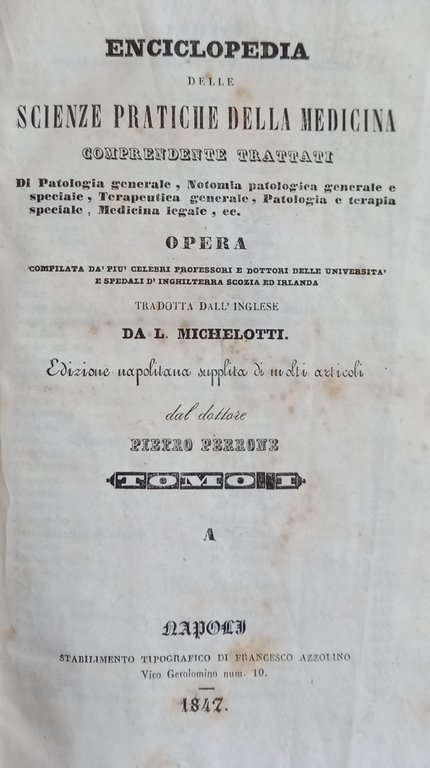 ENCICLOPEDIA
DELLE
SCIENZE PRATICHE DELLA MEDICINA
COMPRENDENTE TRATTATI
Di Patologia generale, Notomia patologica generale e
speciale, Terapeutica generale, Patologia e terapia
speciale, Medicina legale, ec.
OPERA
COMPILATA DA' PIU' CELEBRI PROFESSORI E DOTTORI DELLE UNIVERSITA'
E SPEDALI D' INGHILTERRA SCOZIA ED IRLANDA
TRADOTTA DALL' INGLESE
DA L. MICHELOTTI.
Edizione napolitana supplita di molti articoli
dal dottore
PIETRO PERRONE
TOMO I
A
NAPOLI
STABILIMENTO TIPOGRAFICO DI FRANCESCO AZZOLINO
Vico Gerolomino num. 10.
1847.